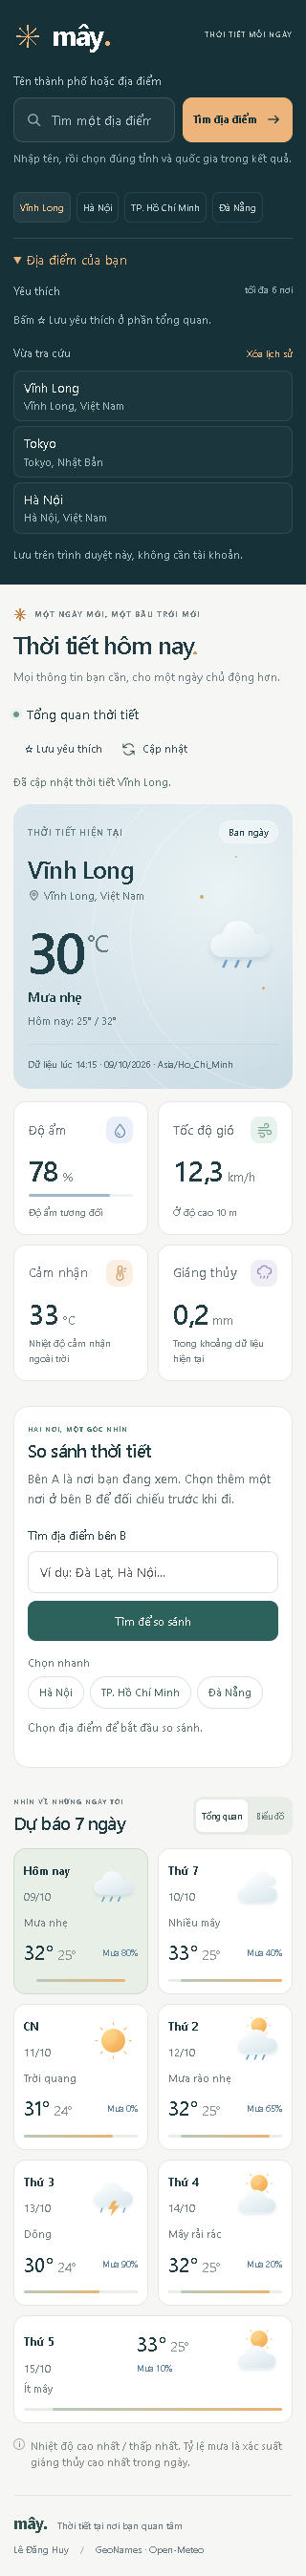 mây.
THỜI TIẾT MỖI NGÀY
Tên thành phố hoặc địa điểm
Tìm một địa điểm
Tìm địa điểm →
Nhập tên, rồi chọn đúng tỉnh và quốc gia trong kết quả.
Vĩnh Long
Hà Nội
TP. Hồ Chí Minh
Đà Nẵng
▼ Địa điểm của bạn
Yêu thích
tối đa 6 nơi
Bấm ☆ Lưu yêu thích ở phần tổng quan.
Vừa tra cứu
Xóa lịch sử
Vĩnh Long
Vĩnh Long, Việt Nam
Tokyo
Tokyo, Nhật Bản
Hà Nội
Hà Nội, Việt Nam
Lưu trên trình duyệt này, không cần tài khoản.
MỘT NGÀY MỚI, MỘT BẦU TRỜI MỚI
Thời tiết hôm nay.
Mọi thông tin bạn cần, cho một ngày chủ động hơn.
Tổng quan thời tiết
☆ Lưu yêu thích
Cập nhật
Đã cập nhật thời tiết Vĩnh Long.
THỜI TIẾT HIỆN TẠI
Ban ngày
Vĩnh Long
Vĩnh Long, Việt Nam
30°C
Mưa nhẹ
Hôm nay: 25° / 32°
Dữ liệu lúc 14:15 · 09/10/2026 · Asia/Ho_Chi_Minh
Độ ẩm
78 %
Độ ẩm tương đối
Tốc độ gió
12,3 km/h
Ở độ cao 10 m
Cảm nhận
33 °C
Nhiệt độ cảm nhận
ngoài trời
Giáng thủy
0,2 mm
Trong khoảng dữ liệu
hiện tại
HAI NƠI, MỘT GÓC NHÌN
So sánh thời tiết
Bên A là nơi bạn đang xem. Chọn thêm một
nơi ở bên B để đối chiếu trước khi đi.
Tìm địa điểm bên B
Ví dụ: Đà Lạt, Hà Nội...
Tìm để so sánh
Chọn nhanh
Hà Nội
TP. Hồ Chí Minh
Đà Nẵng
Chọn địa điểm để bắt đầu so sánh.
NHÌN VỀ NHỮNG NGÀY TỚI
Dự báo 7 ngày
Tổng quan
Biểu đồ
Hôm nay
09/10
Mưa nhẹ
32° 25°
Mưa 80%
Thứ 7
10/10
Nhiều mây
33° 25°
Mưa 40%
CN
11/10
Trời quang
31° 24°
Mưa 0%
Thứ 2
12/10
Mưa rào nhẹ
32° 25°
Mưa 65%
Thứ 3
13/10
Dông
30° 24°
Mưa 90%
Thứ 4
14/10
Mây rải rác
32° 25°
Mưa 20%
Thứ 5
15/10
Ít mây
33° 25°
Mưa 10%
Nhiệt độ cao nhất / thấp nhất. Tỷ lệ mưa là xác suất
giáng thủy cao nhất trong ngày.
mây. Thời tiết tại nơi bạn quan tâm
Lê Đăng Huy / GeoNames · Open-Meteo